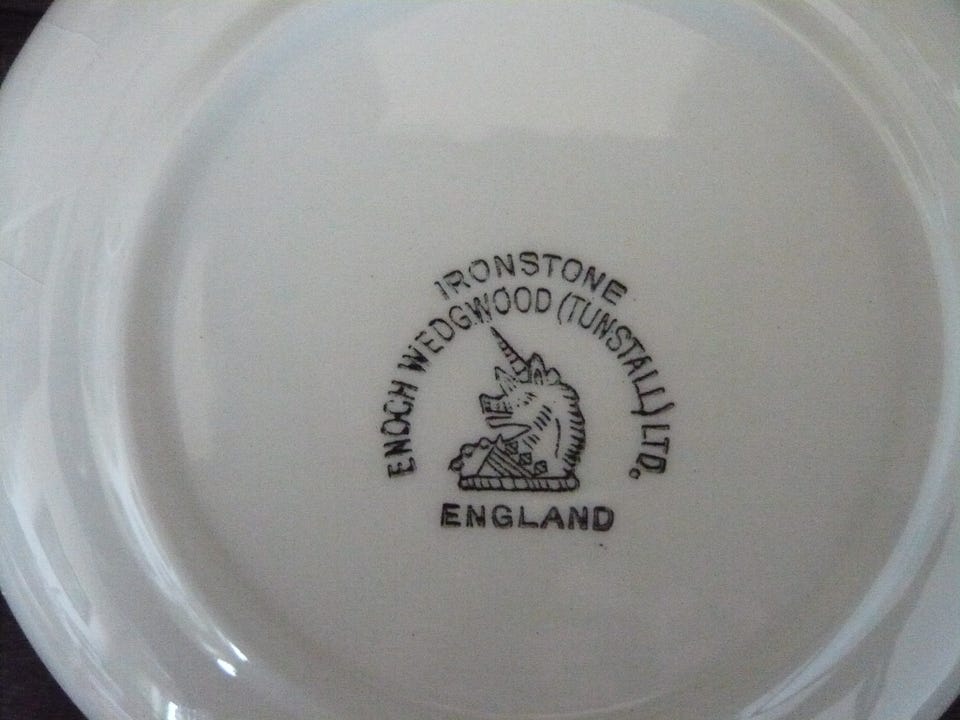 IRONSTONE
ENOCH WEDGWOOD (TUNSTALL) LTD.
ENGLAND